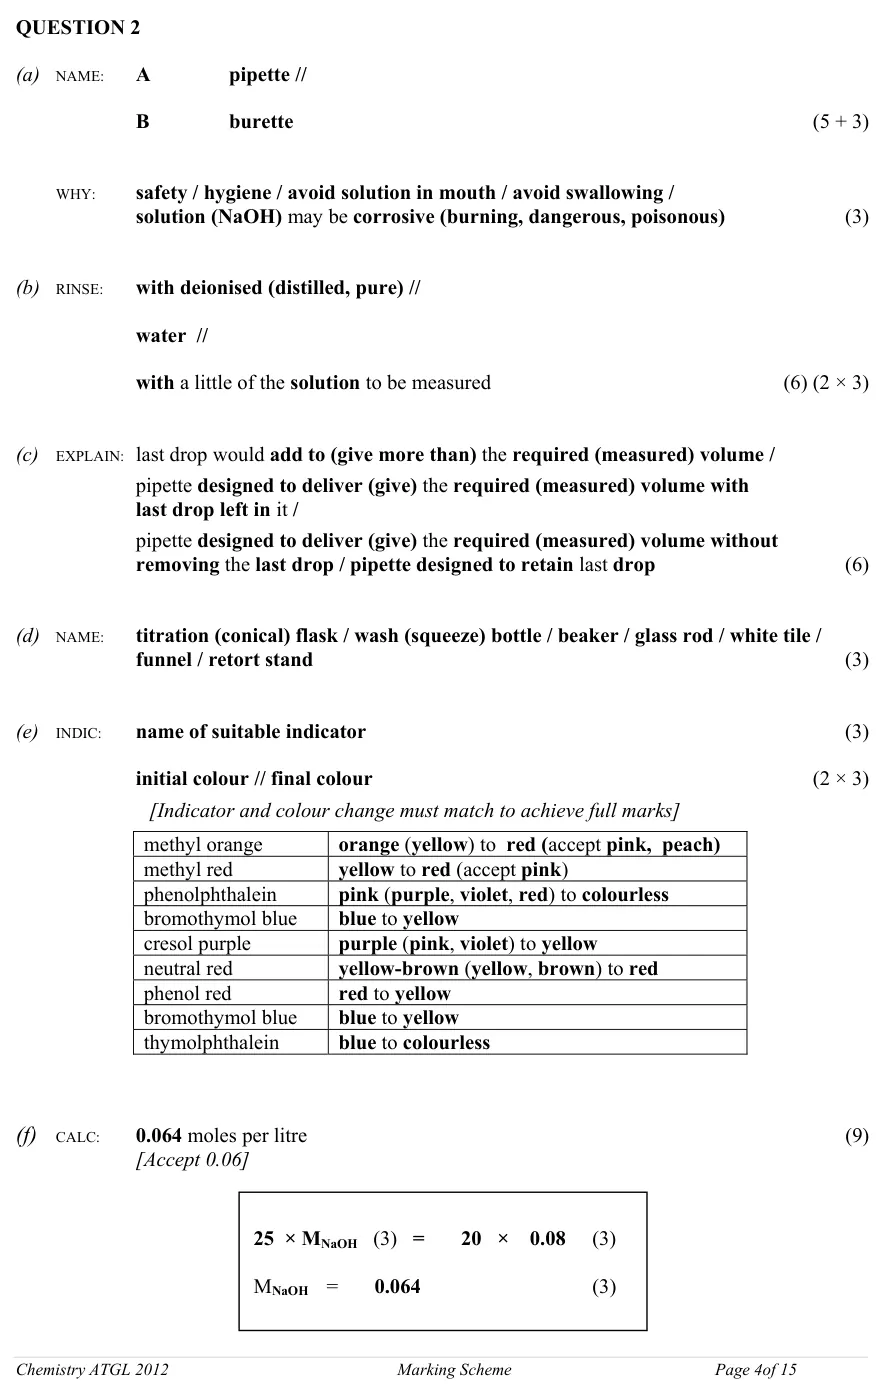 QUESTION 2
(a) NAME: A pipette //
B burette (5 + 3)
WHY: safety / hygiene / avoid solution in mouth / avoid swallowing /
solution (NaOH) may be corrosive (burning, dangerous, poisonous) (3)
(b) RINSE: with deionised (distilled, pure) //
water //
with a little of the solution to be measured (6) (2 × 3)
(c) EXPLAIN: last drop would add to (give more than) the required (measured) volume /
pipette designed to deliver (give) the required (measured) volume with
last drop left in it /
pipette designed to deliver (give) the required (measured) volume without
removing the last drop / pipette designed to retain last drop (6)
(d) NAME: titration (conical) flask / wash (squeeze) bottle / beaker / glass rod / white tile /
funnel / retort stand (3)
(e) INDIC: name of suitable indicator (3)
initial colour // final colour (2 × 3)
[Indicator and colour change must match to achieve full marks]
methyl orange orange (yellow) to red (accept pink, peach)
methyl red yellow to red (accept pink)
phenolphthalein pink (purple, violet, red) to colourless
bromothymol blue blue to yellow
cresol purple purple (pink, violet) to yellow
neutral red yellow-brown (yellow, brown) to red
phenol red red to yellow
bromothymol blue blue to yellow
thymolphthalein blue to colourless
(f) CALC: 0.064 moles per litre (9)
[Accept 0.06]
25 × MNaOH (3) = 20 × 0.08 (3)
MNaOH = 0.064 (3)
Chemistry ATGL 2012 Marking Scheme Page 4of 15